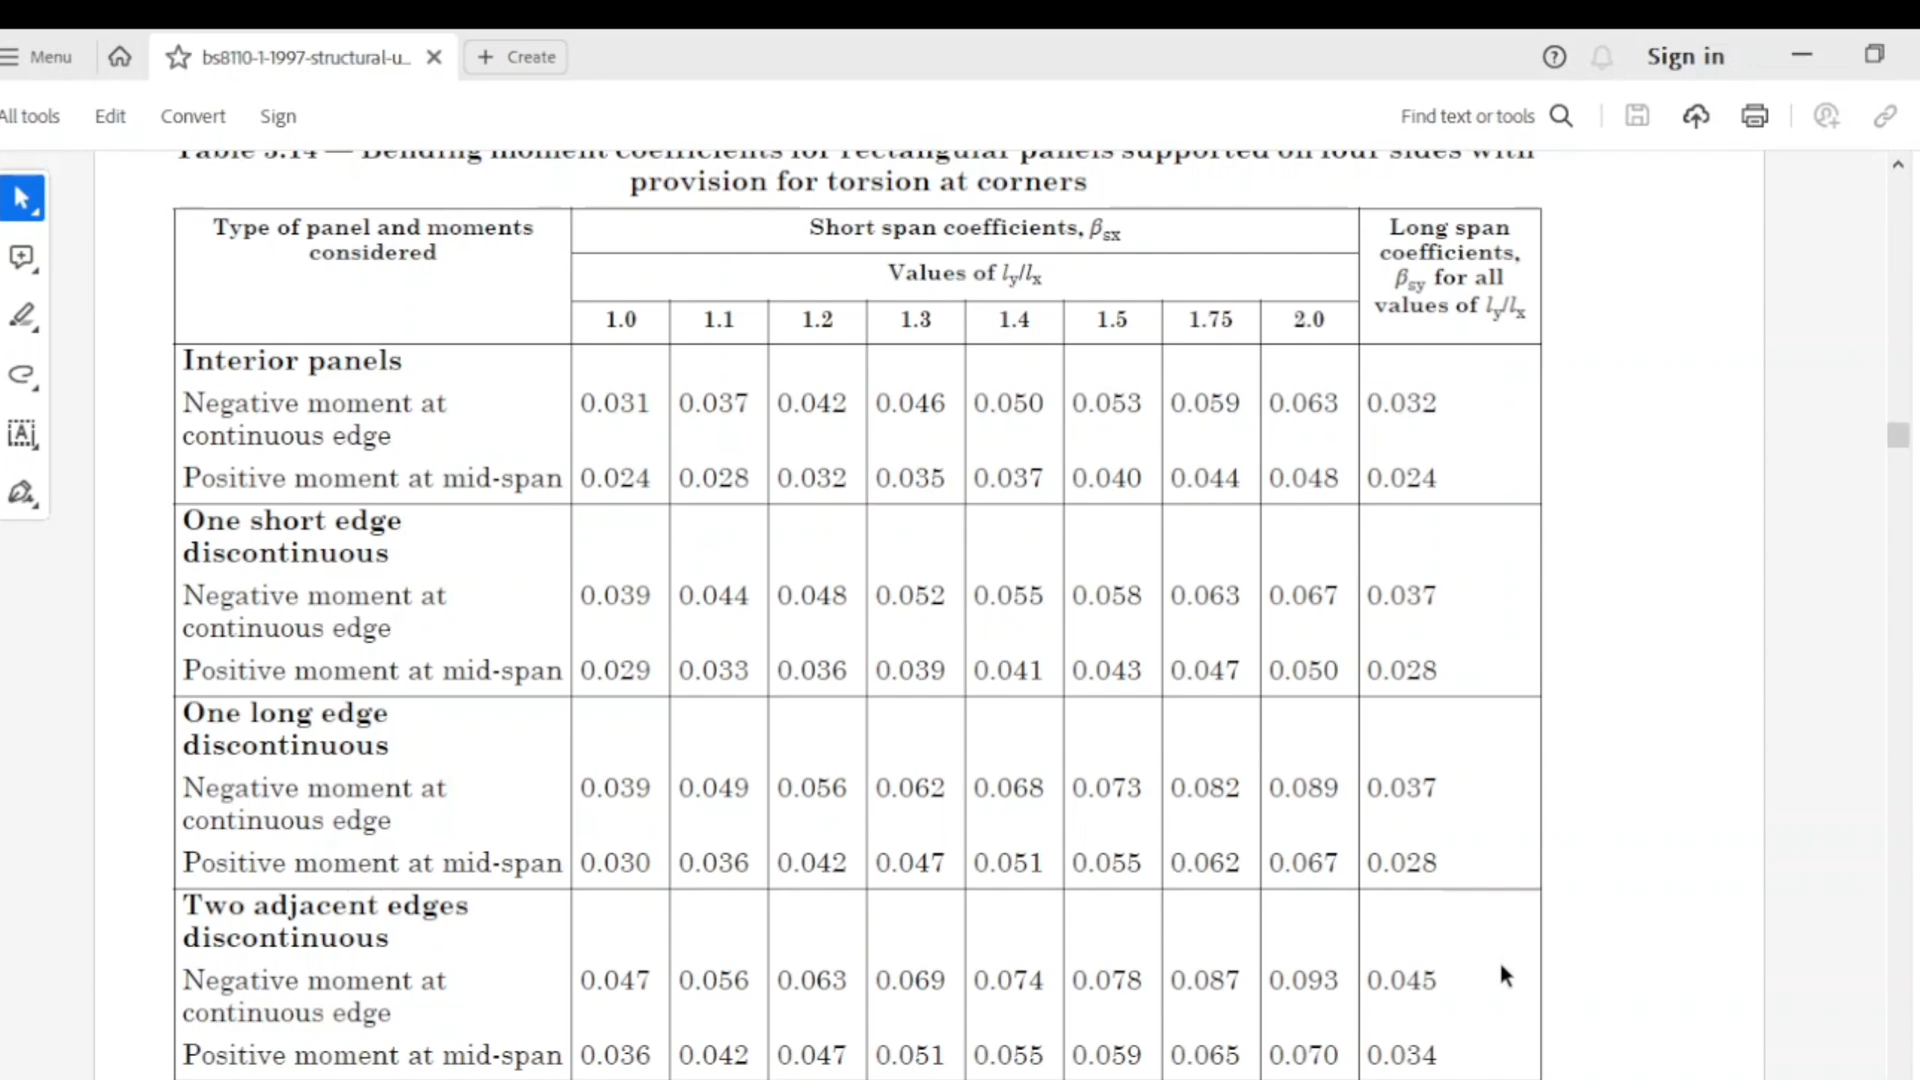 Menu
bs8110-1-1997-structural-u...
Create
Sign in
All tools Edit Convert Sign
Find text or tools
Table 3.14 — Bending moment coefficients for rectangular panels supported on four sides with
provision for torsion at corners
Type of panel and moments
considered
Short span coefficients, βsx
Values of ly/lx
1.0 1.1 1.2 1.3 1.4 1.5 1.75 2.0
Long span
coefficients,
βsy for all
values of ly/lx
Interior panels
Negative moment at
continuous edge
0.031 0.037 0.042 0.046 0.050 0.053 0.059 0.063 0.032
Positive moment at mid-span 0.024 0.028 0.032 0.035 0.037 0.040 0.044 0.048 0.024
One short edge
discontinuous
Negative moment at
continuous edge
0.039 0.044 0.048 0.052 0.055 0.058 0.063 0.067 0.037
Positive moment at mid-span 0.029 0.033 0.036 0.039 0.041 0.043 0.047 0.050 0.028
One long edge
discontinuous
Negative moment at
continuous edge
0.039 0.049 0.056 0.062 0.068 0.073 0.082 0.089 0.037
Positive moment at mid-span 0.030 0.036 0.042 0.047 0.051 0.055 0.062 0.067 0.028
Two adjacent edges
discontinuous
Negative moment at
continuous edge
0.047 0.056 0.063 0.069 0.074 0.078 0.087 0.093 0.045
Positive moment at mid-span 0.036 0.042 0.047 0.051 0.055 0.059 0.065 0.070 0.034